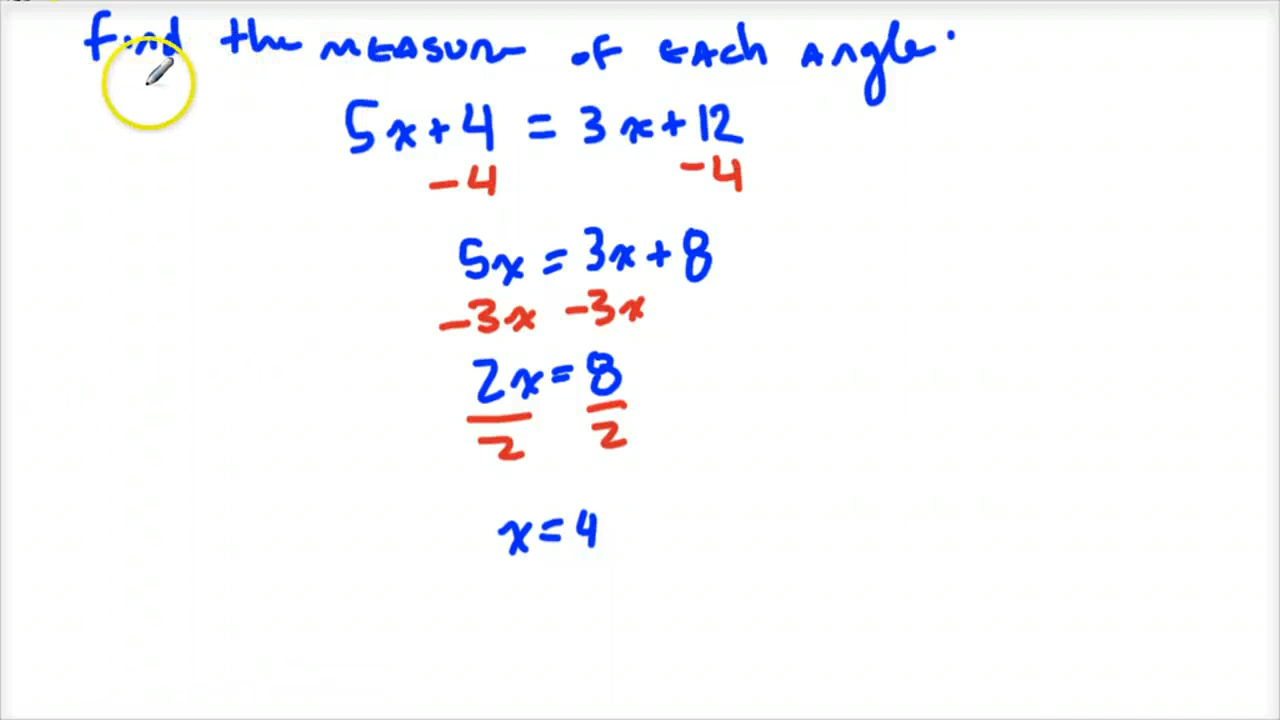 Find the measure of each angle.
5x+4 = 3x+12
-4 -4
5x = 3x+8
-3x -3x
2x = 8
2 2
x = 4